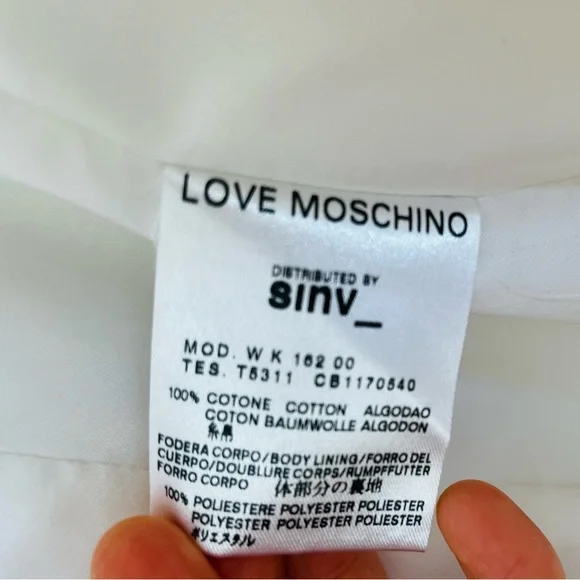 LOVE MOSCHINO
DISTRIBUTED BY
sinv_
MOD. WK 162 00
TES. T5311 CB1170540
100% COTONE COTTON ALGODAO
COTON BAUMWOLLE ALGODON
FODERA CORPO/BODY LINING/FORRO DEL
CUERPO/DOUBLURE CORPS/RUMPFFUTTER
FORRO CORPO 体部分の裏地
100% POLIESTERE POLYESTER POLIESTER
POLYESTER POLYESTER POLIESTER
ポリエステル